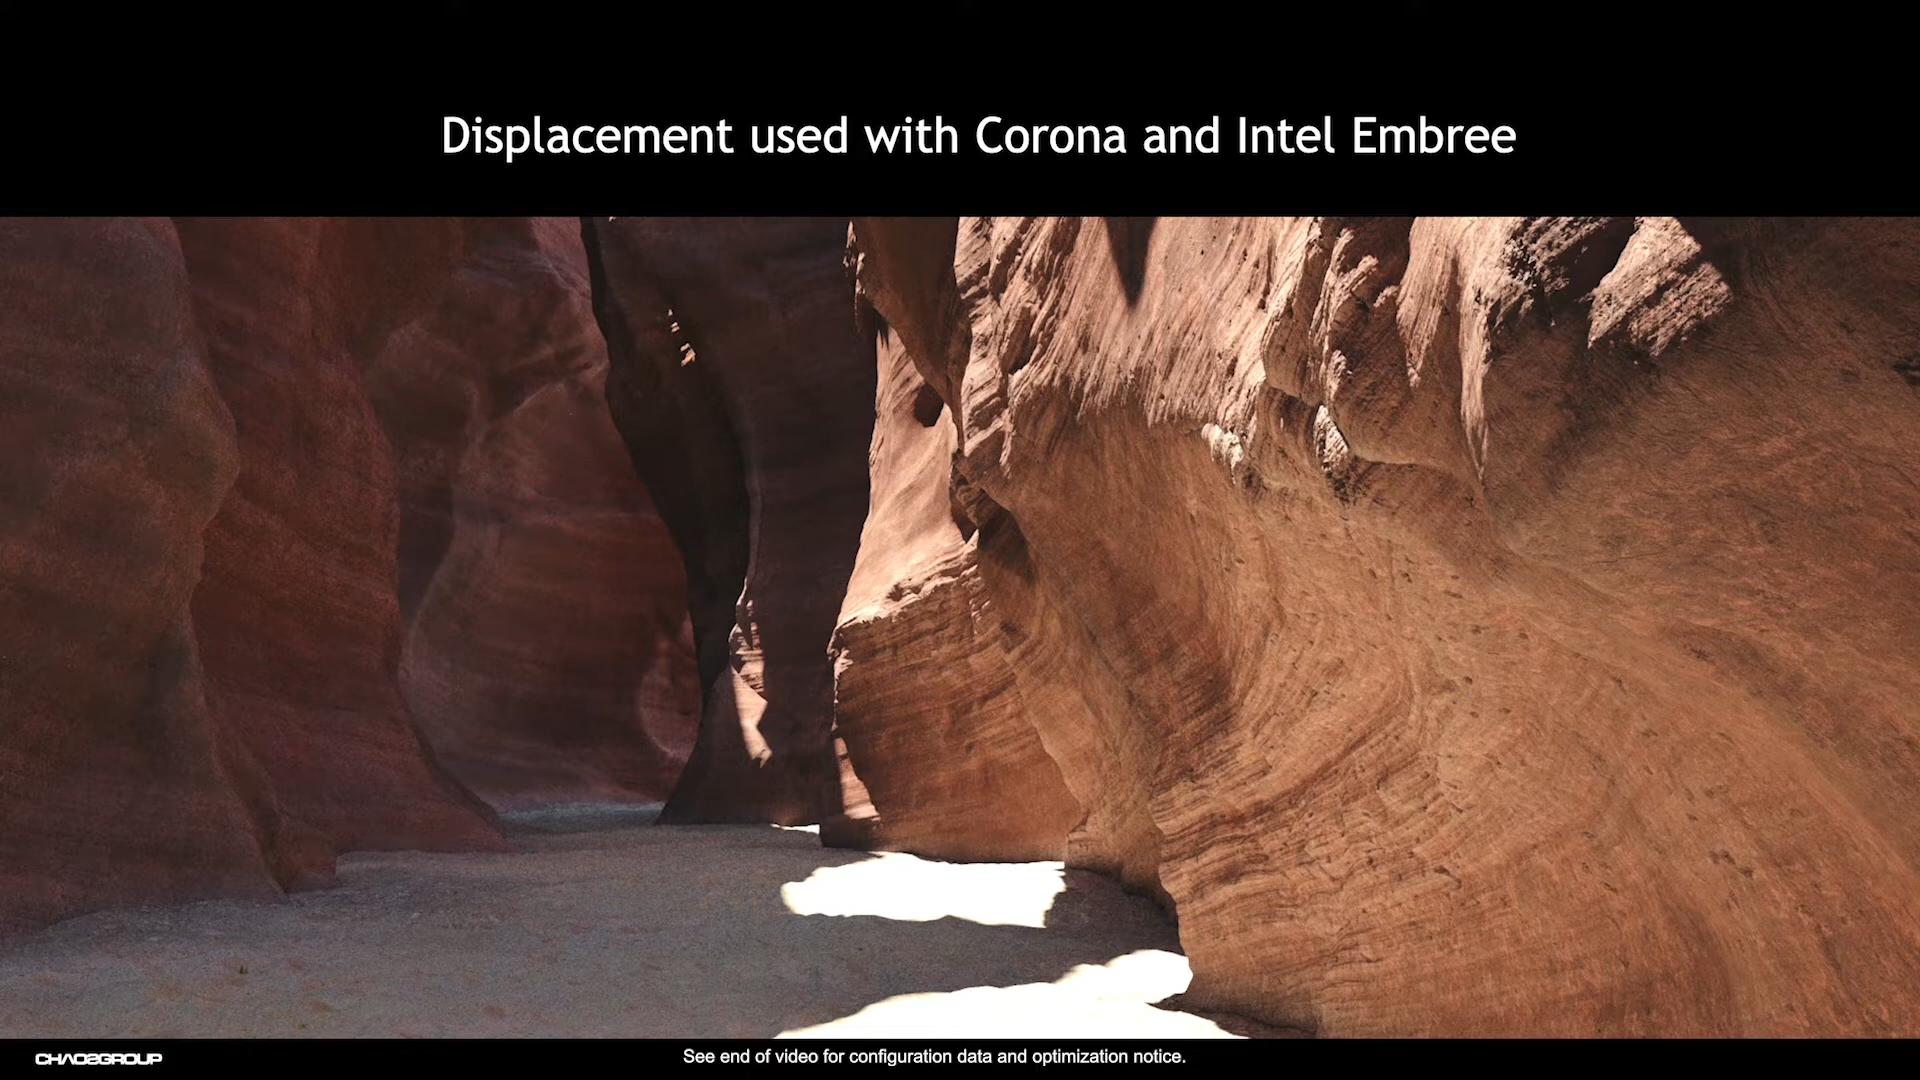 Displacement used with Corona and Intel Embree
CHAOSGROUP
See end of video for configuration data and optimization notice.